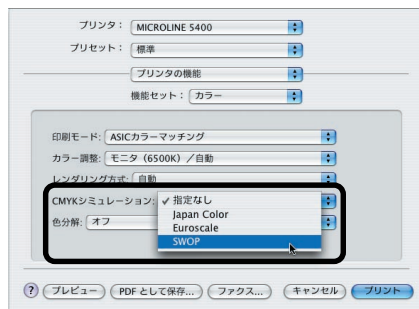 プリンタ： MICROLINE 5400
プリセット： 標準
プリンタの機能
機能セット： カラー
印刷モード: ASICカラーマッチング
カラー調整: モニタ（6500K）／自動
レンダリング方式: 自動
CMYKシミュレーション: ✓ 指定なし
Japan Color
色分解: オフ
Euroscale
SWOP
? プレビュー PDF として保存... ファクス... キャンセル プリント